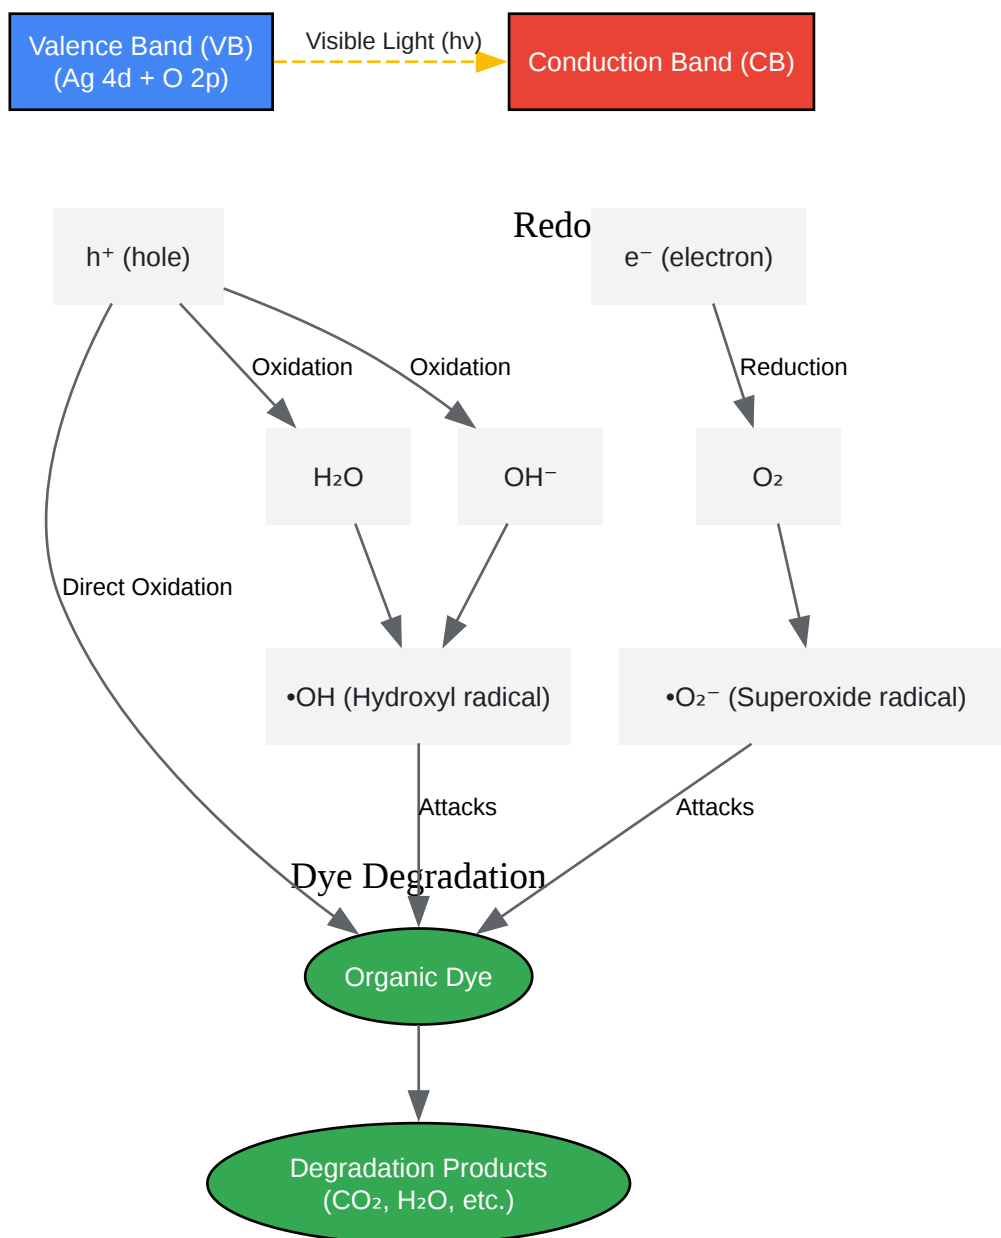 Valence Band (VB)
(Ag 4d + O 2p)
Visible Light (hν)
Conduction Band (CB)
h⁺ (hole)
Redo
e⁻ (electron)
Oxidation
Oxidation
Reduction
H₂O
OH⁻
O₂
Direct Oxidation
•OH (Hydroxyl radical)
•O₂⁻ (Superoxide radical)
Attacks
Attacks
Dye Degradation
Organic Dye
Degradation Products
(CO₂, H₂O, etc.)